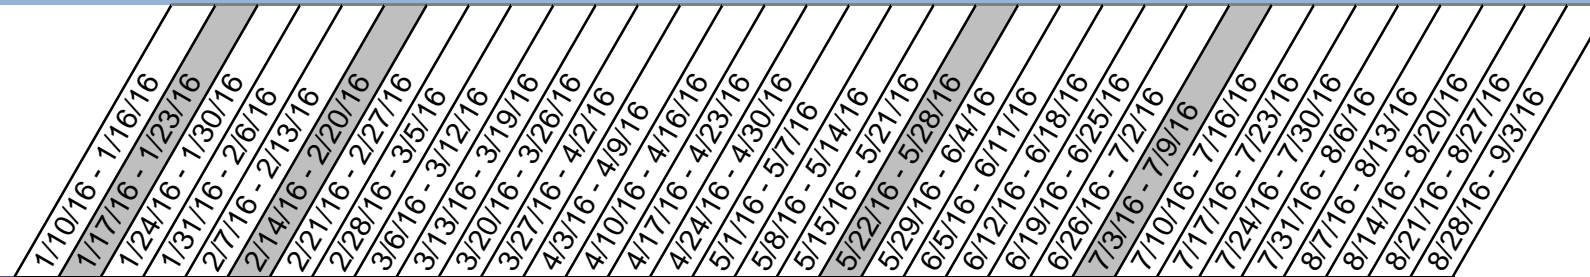 1/10/16 - 1/16/16
1/17/16 - 1/23/16
1/24/16 - 1/30/16
1/31/16 - 2/6/16
2/7/16 - 2/13/16
2/14/16 - 2/20/16
2/21/16 - 2/27/16
2/28/16 - 3/5/16
3/6/16 - 3/12/16
3/13/16 - 3/19/16
3/20/16 - 3/26/16
3/27/16 - 4/2/16
4/3/16 - 4/9/16
4/10/16 - 4/16/16
4/17/16 - 4/23/16
4/24/16 - 4/30/16
5/1/16 - 5/7/16
5/8/16 - 5/14/16
5/15/16 - 5/21/16
5/22/16 - 5/28/16
5/29/16 - 6/4/16
6/5/16 - 6/11/16
6/12/16 - 6/18/16
6/19/16 - 6/25/16
6/26/16 - 7/2/16
7/3/16 - 7/9/16
7/10/16 - 7/16/16
7/17/16 - 7/23/16
7/24/16 - 7/30/16
7/31/16 - 8/6/16
8/7/16 - 8/13/16
8/14/16 - 8/20/16
8/21/16 - 8/27/16
8/28/16 - 9/3/16